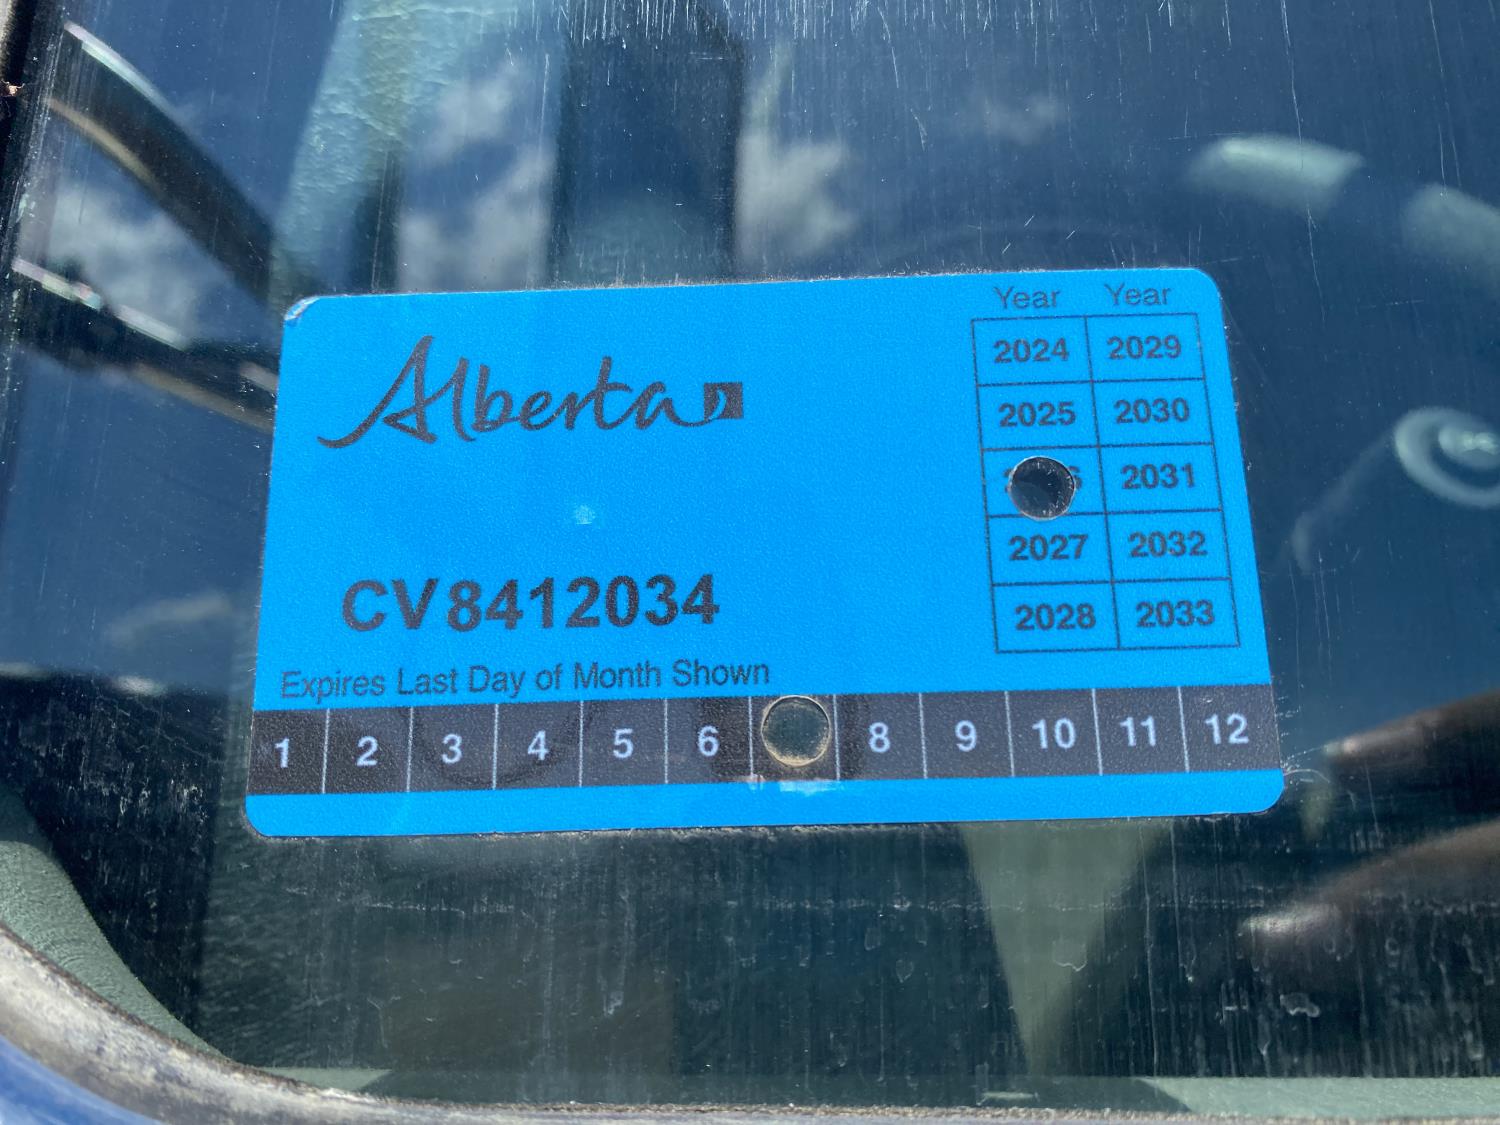 Year Year
Alberta
2024 2029
2025 2030
2031
2027 2032
2028 2033
CV8412034
Expires Last Day of Month Shown
1 2 3 4 5 6 8 9 10 11 12